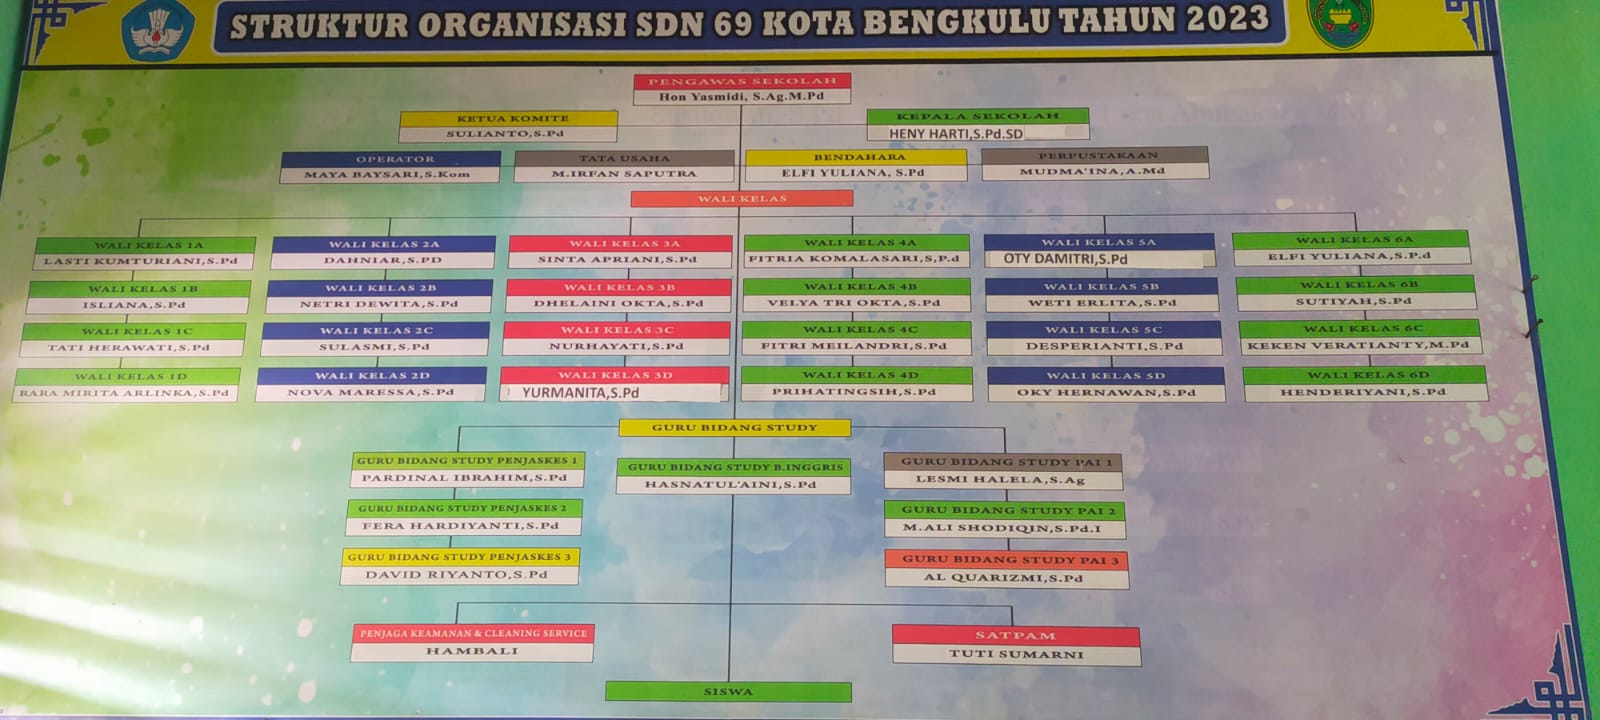 STRUKTUR ORGANISASI SDN 69 KOTA BENGKULU TAHUN 2023
PENGAWAS SEKOLAH
Hon Yasmidi, S.Ag.M.Pd
KETUA KOMITE
SULIANTO,S.Pd
KEPALA SEKOLAH
HENY HARTI,S.Pd.SD
OPERATOR
MAYA BAYSARI,S.Kom
TATA USAHA
M.IRFAN SAPUTRA
BENDAHARA
ELFI YULIANA, S.Pd
PERPUSTAKAAN
MUDMA'INA,A.Md
WALI KELAS
WALI KELAS 1A
LASTI KUMTURIANI,S.Pd
WALI KELAS 2A
DAHNIAR,S.PD
WALI KELAS 3A
SINTA APRIANI,S.Pd
WALI KELAS 4A
FITRIA KOMALASARI,S,P.d
WALI KELAS 5A
OTY DAMITRI,S.Pd
WALI KELAS 6A
ELFI YULIANA,S.P.d
WALI KELAS 1B
ISLIANA,S.Pd
WALI KELAS 2B
NETRI DEWITA,S.Pd
WALI KELAS 3B
DHELAINI OKTA,S.Pd
WALI KELAS 4B
VELYA TRI OKTA,S.Pd
WALI KELAS 5B
WETI ERLITA,S.Pd
WALI KELAS 6B
SUTIYAH,S.Pd
WALI KELAS 1C
TATI HERAWATI,S.Pd
WALI KELAS 2C
SULASMI,S.Pd
WALI KELAS 3C
NURHAYATI,S.Pd
WALI KELAS 4C
FITRI MEILANDRI,S.Pd
WALI KELAS 5C
DESPERIANTI,S.Pd
WALI KELAS 6C
KEKEN VERATIANTY,M.Pd
WALI KELAS 1D
RARA MIRITA ARLINKA,S.Pd
WALI KELAS 2D
NOVA MARESSA,S.Pd
WALI KELAS 3D
YURMANITA,S.Pd
WALI KELAS 4D
PRIHATINGSIH,S.Pd
WALI KELAS 5D
OKY HERNAWAN,S.Pd
WALI KELAS 6D
HENDERIYANI,S.Pd
GURU BIDANG STUDY
GURU BIDANG STUDY PENJASKES 1
PARDINAL IBRAHIM,S.Pd
GURU BIDANG STUDY B.INGGRIS
HASNATUL'AINI,S.Pd
GURU BIDANG STUDY PAI 1
LESMI HALELA,S.Ag
GURU BIDANG STUDY PENJASKES 2
FERA HARDIYANTI,S.Pd
GURU BIDANG STUDY PAI 2
M.ALI SHODIQIN,S.Pd.I
GURU BIDANG STUDY PENJASKES 3
DAVID RIYANTO,S.Pd
GURU BIDANG STUDY PAI 3
AL QUARIZMI,S.Pd
PENJAGA KEAMANAN & CLEANING SERVICE
HAMBALI
SATPAM
TUTI SUMARNI
SISWA